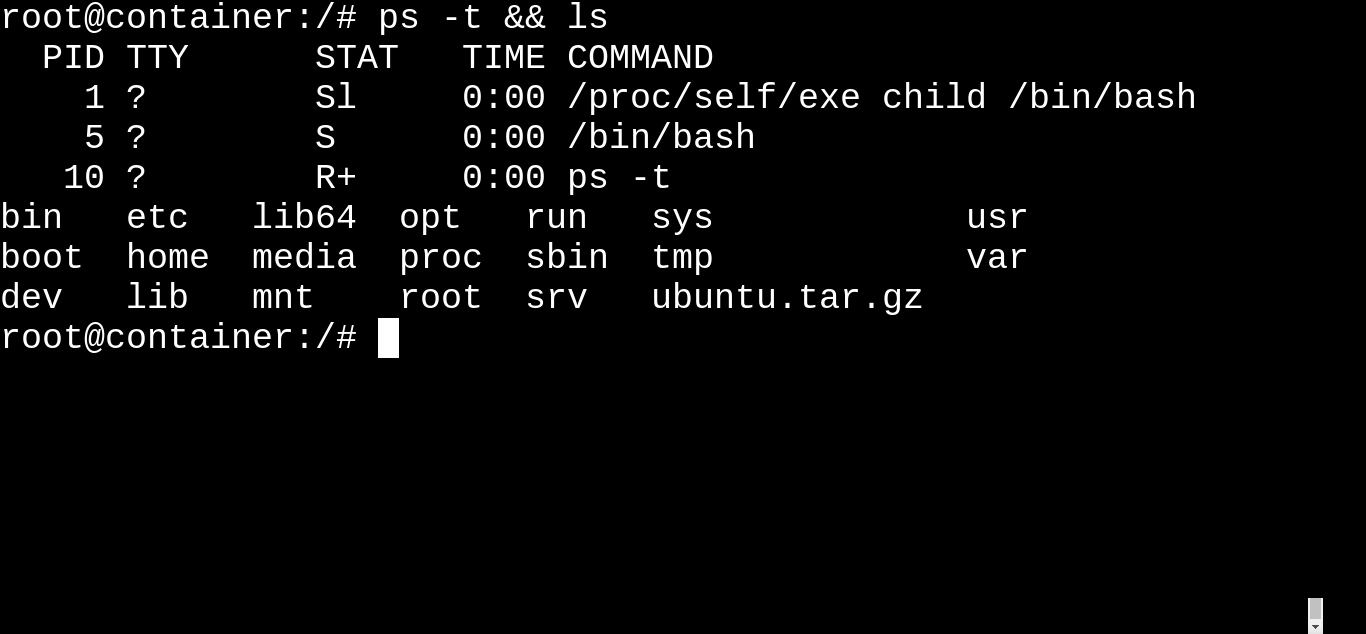 root@container:/# ps -t && ls
  PID TTY      STAT   TIME COMMAND
    1 ?        Sl     0:00 /proc/self/exe child /bin/bash
    5 ?        S      0:00 /bin/bash
   10 ?        R+     0:00 ps -t
bin   etc   lib64  opt   run   sys            usr
boot  home  media  proc  sbin  tmp            var
dev   lib   mnt    root  srv   ubuntu.tar.gz
root@container:/#